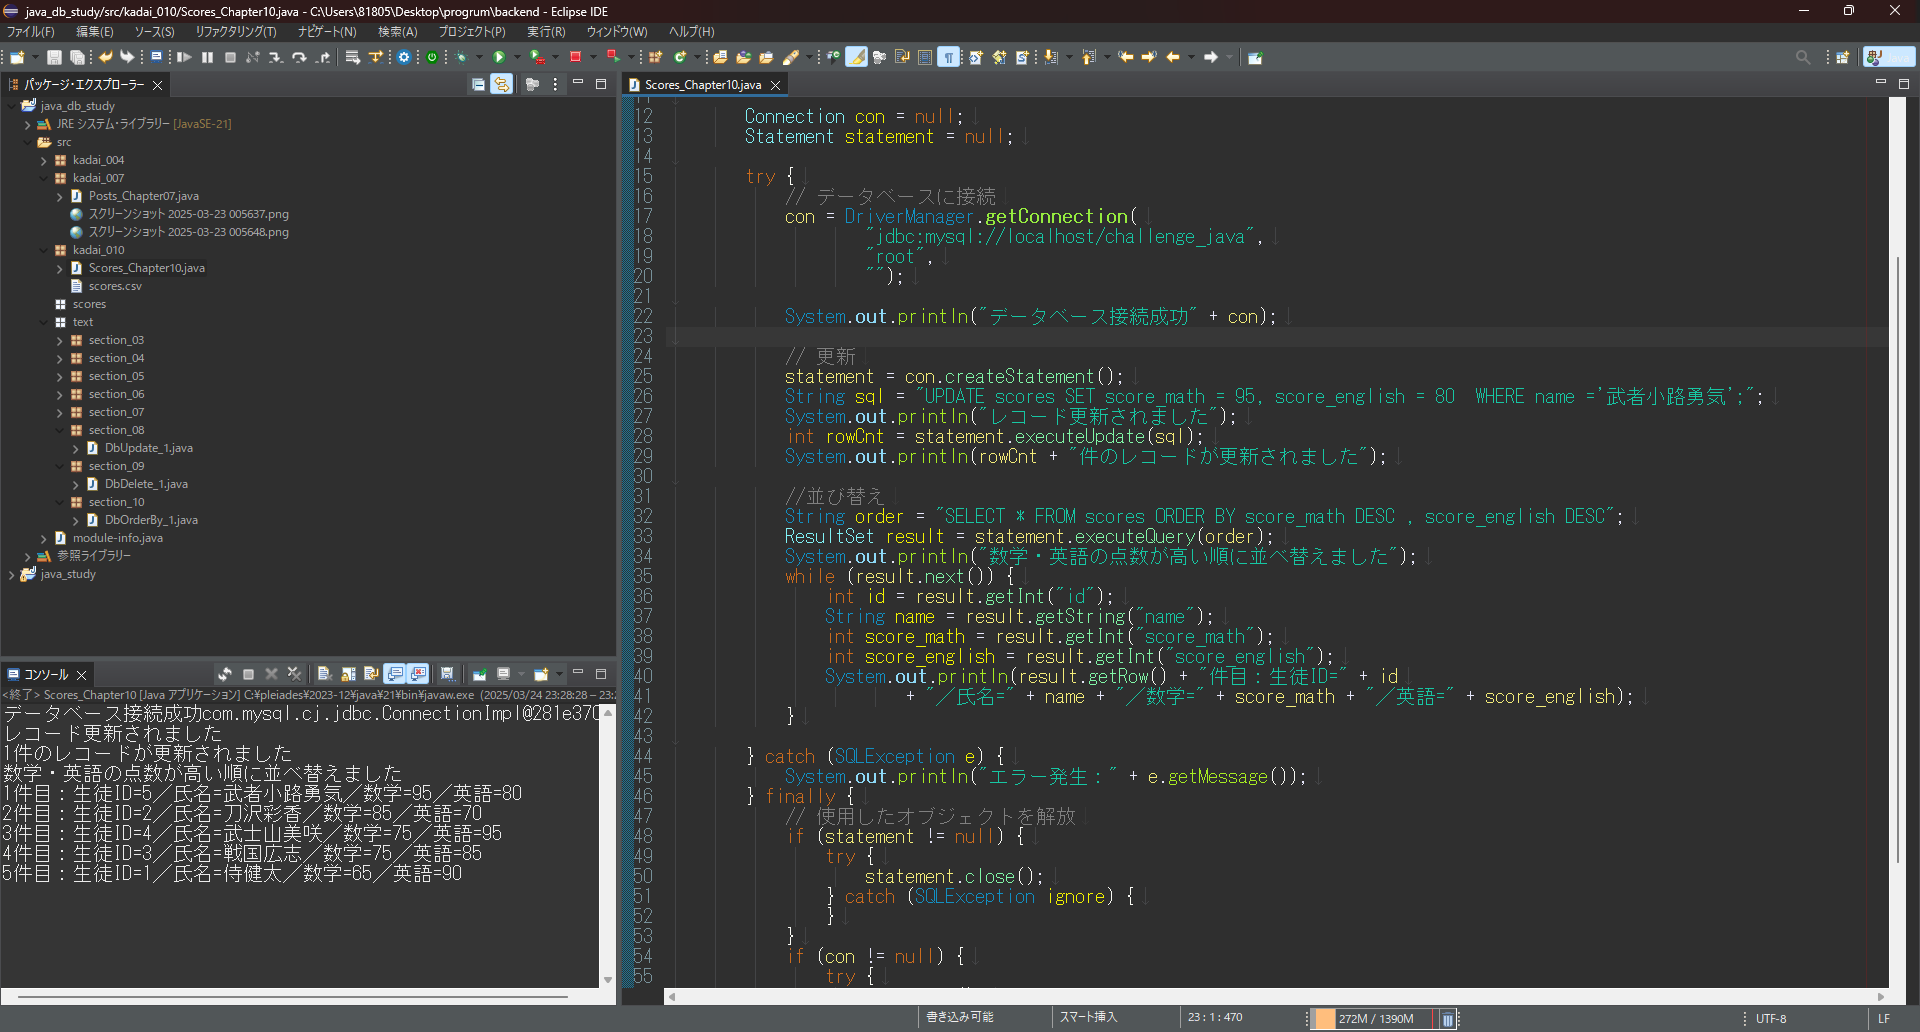 java_db_study/src/kadai_010/Scores_Chapter10.java - C:\Users\81805\Desktop\progrum\backend - Eclipse IDE
ファイル(F) 編集(E) ソース(S) リファクタリング(T) ナビゲート(N) 検索(A) プロジェクト(P) 実行(R) ウィンドウ(W) ヘルプ(H)
パッケージ・エクスプローラー
java_db_study
JRE システム・ライブラリー [JavaSE-21]
src
kadai_004
kadai_007
Posts_Chapter07.java
スクリーンショット 2025-03-23 005637.png
スクリーンショット 2025-03-23 005648.png
kadai_010
Scores_Chapter10.java
scores.csv
scores
text
section_03
section_04
section_05
section_06
section_07
section_08
DbUpdate_1.java
section_09
DbDelete_1.java
section_10
DbOrderBy_1.java
module-info.java
参照ライブラリー
java_study
コンソール
<終了> Scores_Chapter10 [Java アプリケーション] C:¥pleiades¥2023-12¥java¥21¥bin¥javaw.exe (2025/03/24 23:28:28 – 23:
データベース接続成功com.mysql.cj.jdbc.ConnectionImpl@281e37
レコード更新されました
1件のレコードが更新されました
数学・英語の点数が高い順に並べ替えました
1件目：生徒ID=5／氏名=武者小路勇気／数学=95／英語=80
2件目：生徒ID=2／氏名=刀沢彩香／数学=85／英語=70
3件目：生徒ID=4／氏名=武士山美咲／数学=75／英語=95
4件目：生徒ID=3／氏名=戦国広志／数学=75／英語=85
5件目：生徒ID=1／氏名=侍健太／数学=65／英語=90
Scores_Chapter10.java
11
12 Connection con = null;
13 Statement statement = null;
14
15 try {
16 // データベースに接続
17 con = DriverManager.getConnection(
18 "jdbc:mysql://localhost/challenge_java",
19 "root",
20 "");
21
22 System.out.println("データベース接続成功" + con);
23
24 // 更新
25 statement = con.createStatement();
26 String sql = "UPDATE scores SET score_math = 95, score_english = 80  WHERE name ='武者小路勇気';";
27 System.out.println("レコード更新されました");
28 int rowCnt = statement.executeUpdate(sql);
29 System.out.println(rowCnt + "件のレコードが更新されました");
30
31 //並び替え
32 String order = "SELECT * FROM scores ORDER BY score_math DESC , score_english DESC";
33 ResultSet result = statement.executeQuery(order);
34 System.out.println("数学・英語の点数が高い順に並べ替えました");
35 while (result.next()) {
36 int id = result.getInt("id");
37 String name = result.getString("name");
38 int score_math = result.getInt("score_math");
39 int score_english = result.getInt("score_english");
40 System.out.println(result.getRow() + "件目：生徒ID=" + id
41 + "／氏名=" + name + "／数学=" + score_math + "／英語=" + score_english);
42 }
43
44 } catch (SQLException e) {
45 System.out.println("エラー発生：" + e.getMessage());
46 } finally {
47 // 使用したオブジェクトを解放
48 if (statement != null) {
49 try {
50 statement.close();
51 } catch (SQLException ignore) {
52 }
53 }
54 if (con != null) {
55 try {
書き込み可能 スマート挿入 23 : 1 : 470 272M / 1390M UTF-8 LF